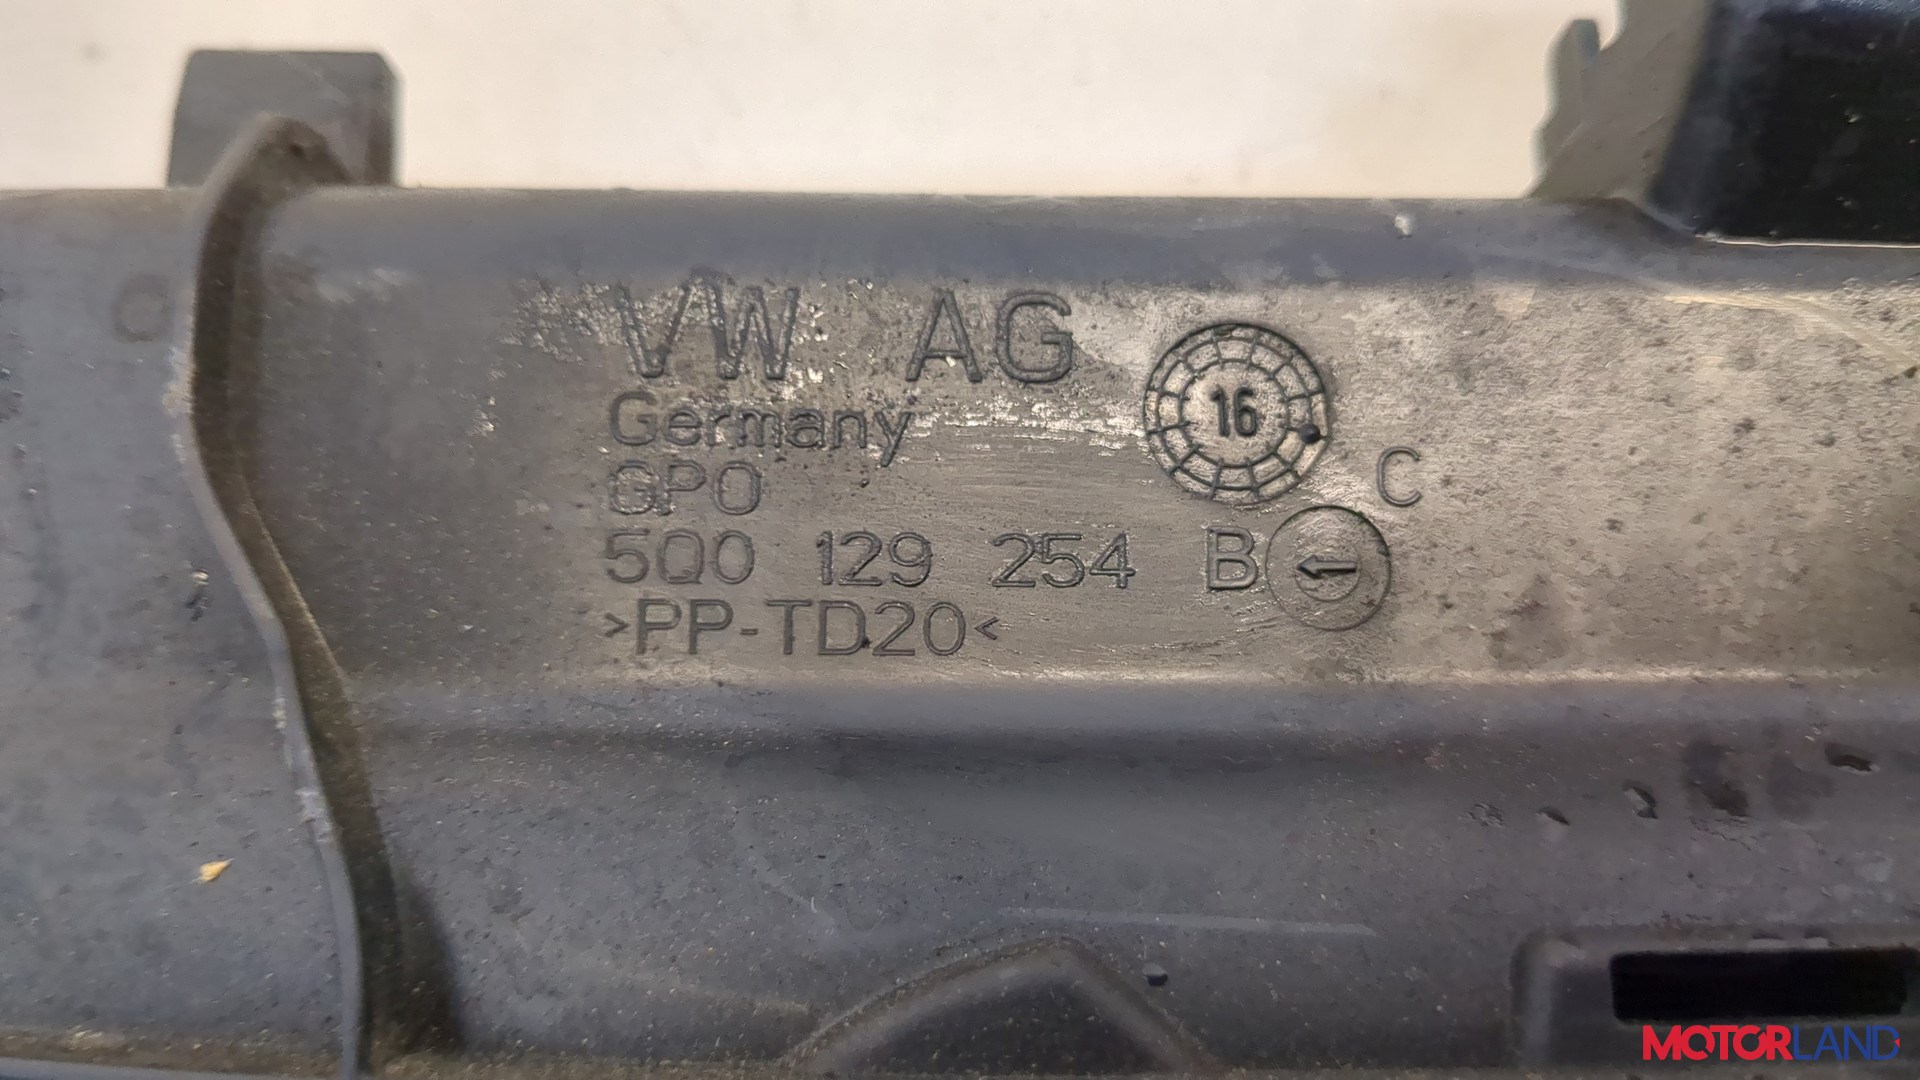 VW AG
16
Germany
GPO
C
5Q0 129 254 B
>PP-TD20<
MOTORLAND